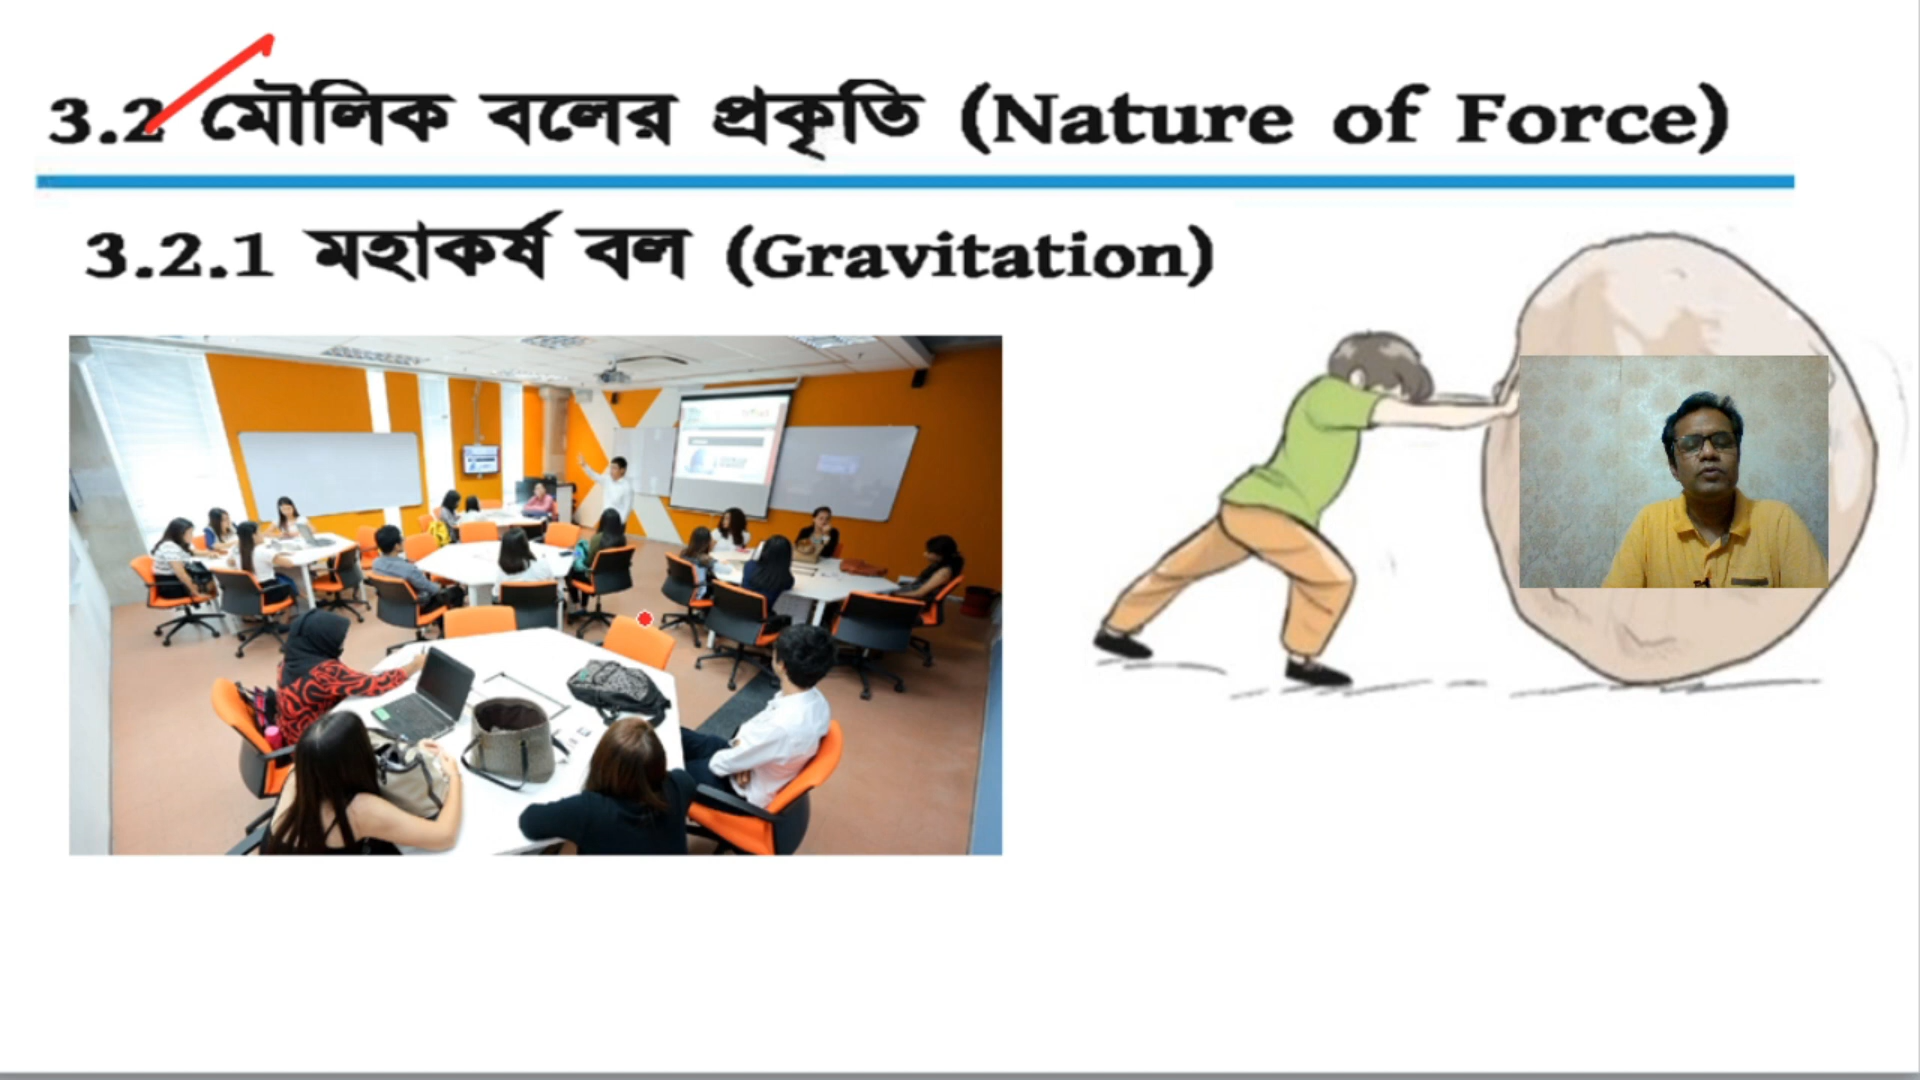 3.2 মৌলিক বলের প্রকৃতি (Nature of Force)
3.2.1 মহাকর্ষ বল (Gravitation)